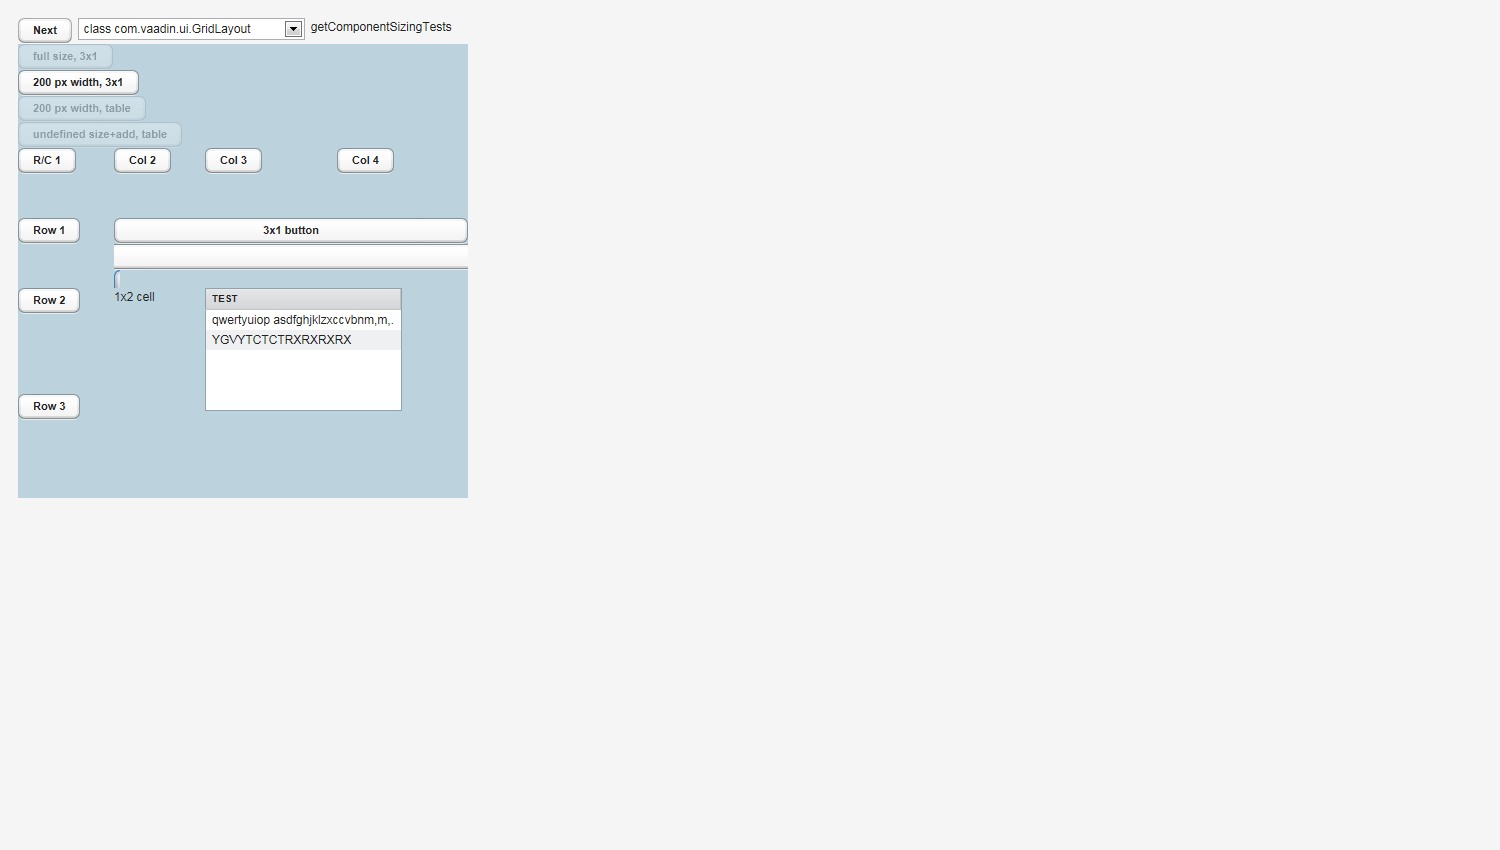 Next class com.vaadin.ui.GridLayout getComponentSizingTests
full size, 3x1
200 px width, 3x1
200 px width, table
undefined size+add, table
R/C 1 Col 2 Col 3 Col 4
Row 1 3x1 button
Row 2 1x2 cell TEST
qwertyuiop asdfghjklzxccvbnm,m,.
YGVYTCTCTRXRXRXRX
Row 3